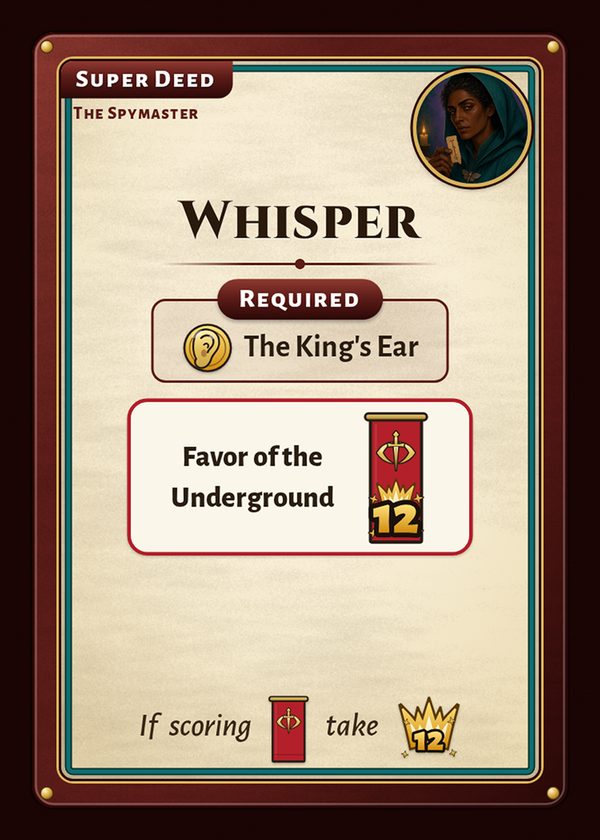 Super Deed
The Spymaster
Whisper
Required
The King's Ear
Favor of the
Underground
12
If scoring take 12